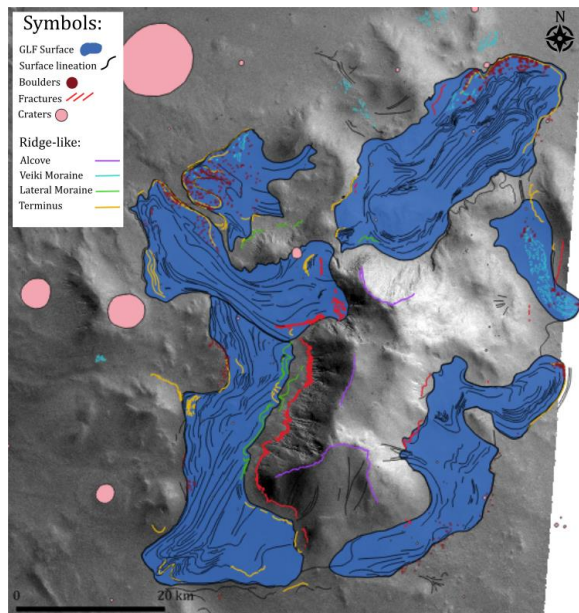 Symbols:
GLF Surface
Surface lineation
Boulders
Fractures
Craters
Ridge-like:
Alcove
Veiki Moraine
Lateral Moraine
Terminus
N
0
20 km